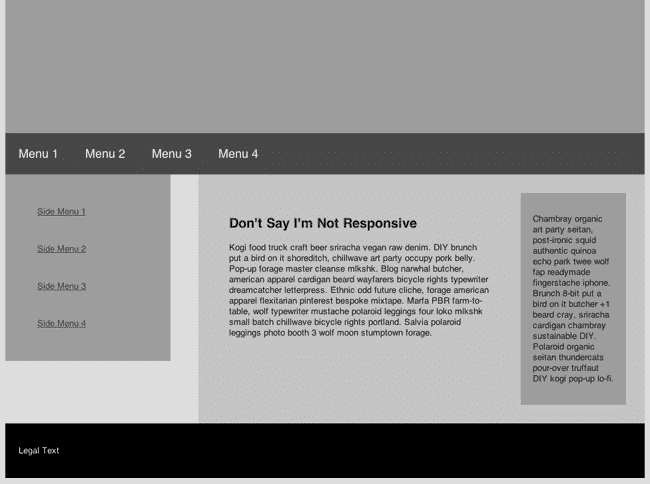 Menu 1 Menu 2 Menu 3 Menu 4
Side Menu 1
Side Menu 2
Side Menu 3
Side Menu 4
Don't Say I'm Not Responsive
Kogi food truck craft beer sriracha vegan raw denim. DIY brunch
put a bird on it shoreditch, chillwave art party occupy pork belly.
Pop-up forage master cleanse mlkshk. Blog narwhal butcher,
american apparel cardigan beard wayfarers bicycle rights typewriter
dreamcatcher letterpress. Ethnic odd future cliche, forage american
apparel flexitarian pinterest bespoke mixtape. Marfa PBR farm-to-
table, wolf typewriter mustache polaroid leggings four loko mlkshk
small batch chillwave bicycle rights portland. Salvia polaroid
leggings photo booth 3 wolf moon stumptown forage.
Chambray organic
art party seitan,
post-ironic squid
authentic quinoa
echo park twee wolf
fap readymade
fingerstache iphone.
Brunch 8-bit put a
bird on it butcher +1
beard cray, sriracha
cardigan chambray
sustainable DIY.
Polaroid organic
seitan thundercats
pour-over truffaut
DIY kogi pop-up lo-fi.
Legal Text